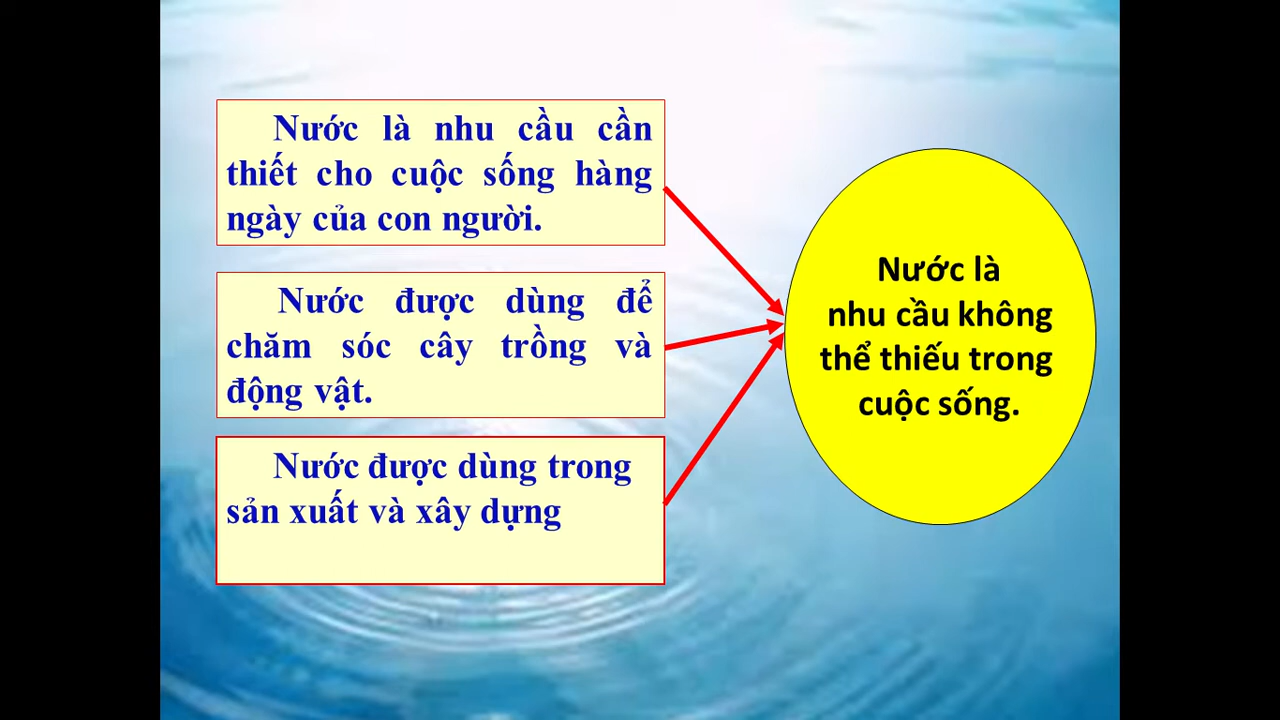 Nước là nhu cầu cần
thiết cho cuộc sống hàng
ngày của con người.
Nước được dùng để
chăm sóc cây trồng và
động vật.
Nước được dùng trong
sản xuất và xây dựng
Nước là
nhu cầu không
thể thiếu trong
cuộc sống.